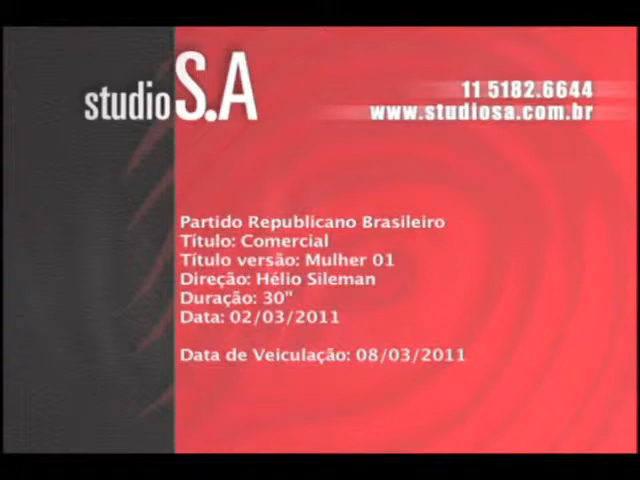 studio S.A
11 5182.6644
www.studiosa.com.br
Partido Republicano Brasileiro
Título: Comercial
Título versão: Mulher 01
Direção: Hélio Sileman
Duração: 30"
Data: 02/03/2011
Data de Veiculação: 08/03/2011